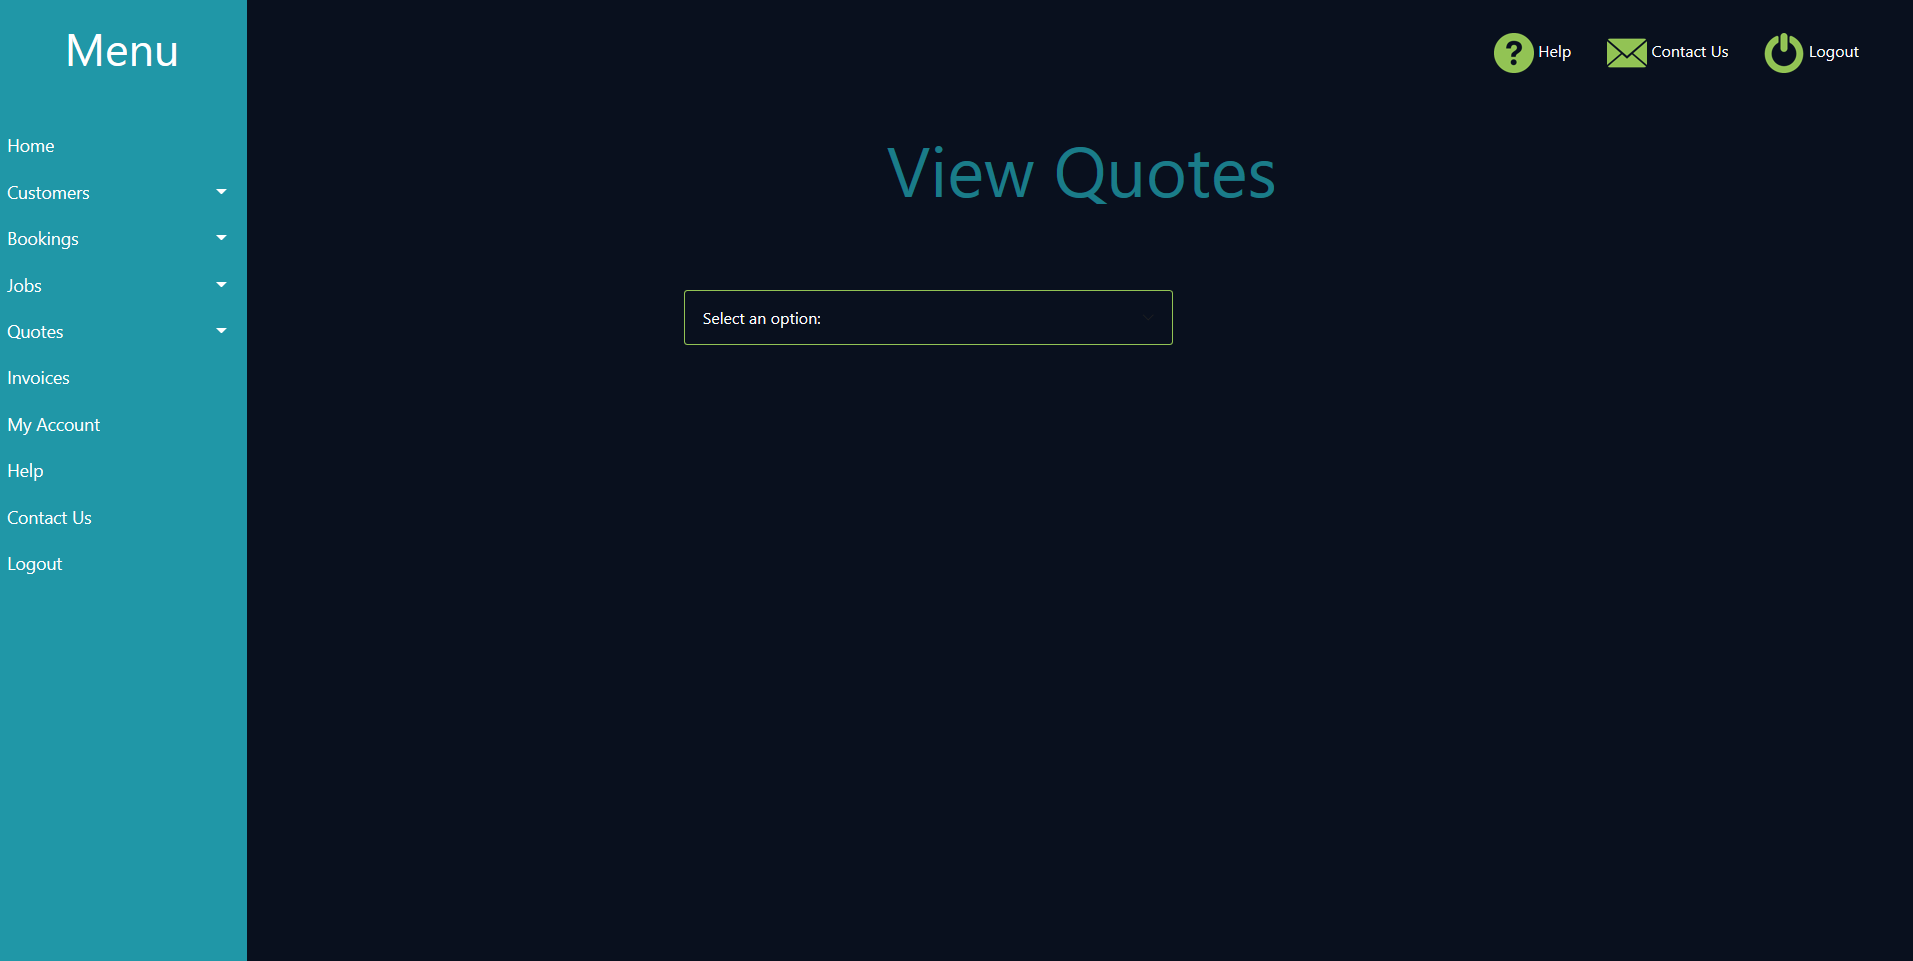 Menu
Help
Contact Us
Logout
Home
Customers
Bookings
Jobs
Quotes
Invoices
My Account
Help
Contact Us
Logout
View Quotes
Select an option: